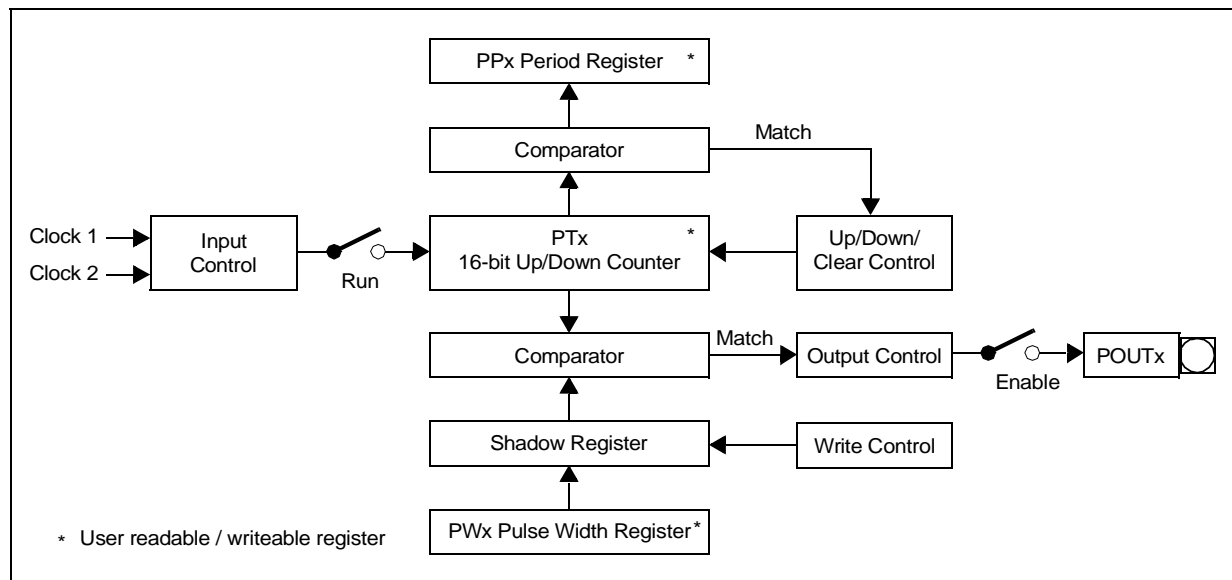 PPx Period Register *
Comparator
Match
Clock 1
Clock 2
Input
Control
Run
PTx *
16-bit Up/Down Counter
Up/Down/
Clear Control
Comparator
Match
Output Control
Enable
POUTx
Shadow Register
Write Control
PWx Pulse Width Register *
* User readable / writeable register